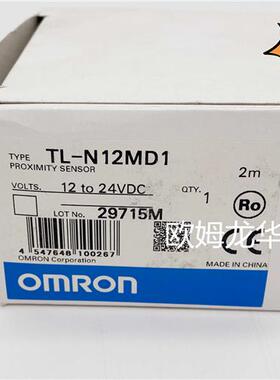 TYPE TL-N12MD1
PROXIMITY SENSOR
2m
VOLTS. 12 to 24VDC
QTY. 1
Ro
LOT No. 29715M
欧姆龙华
4 547648 100267
OMRON Corporation
CE
MADE IN CHINA
OMRON